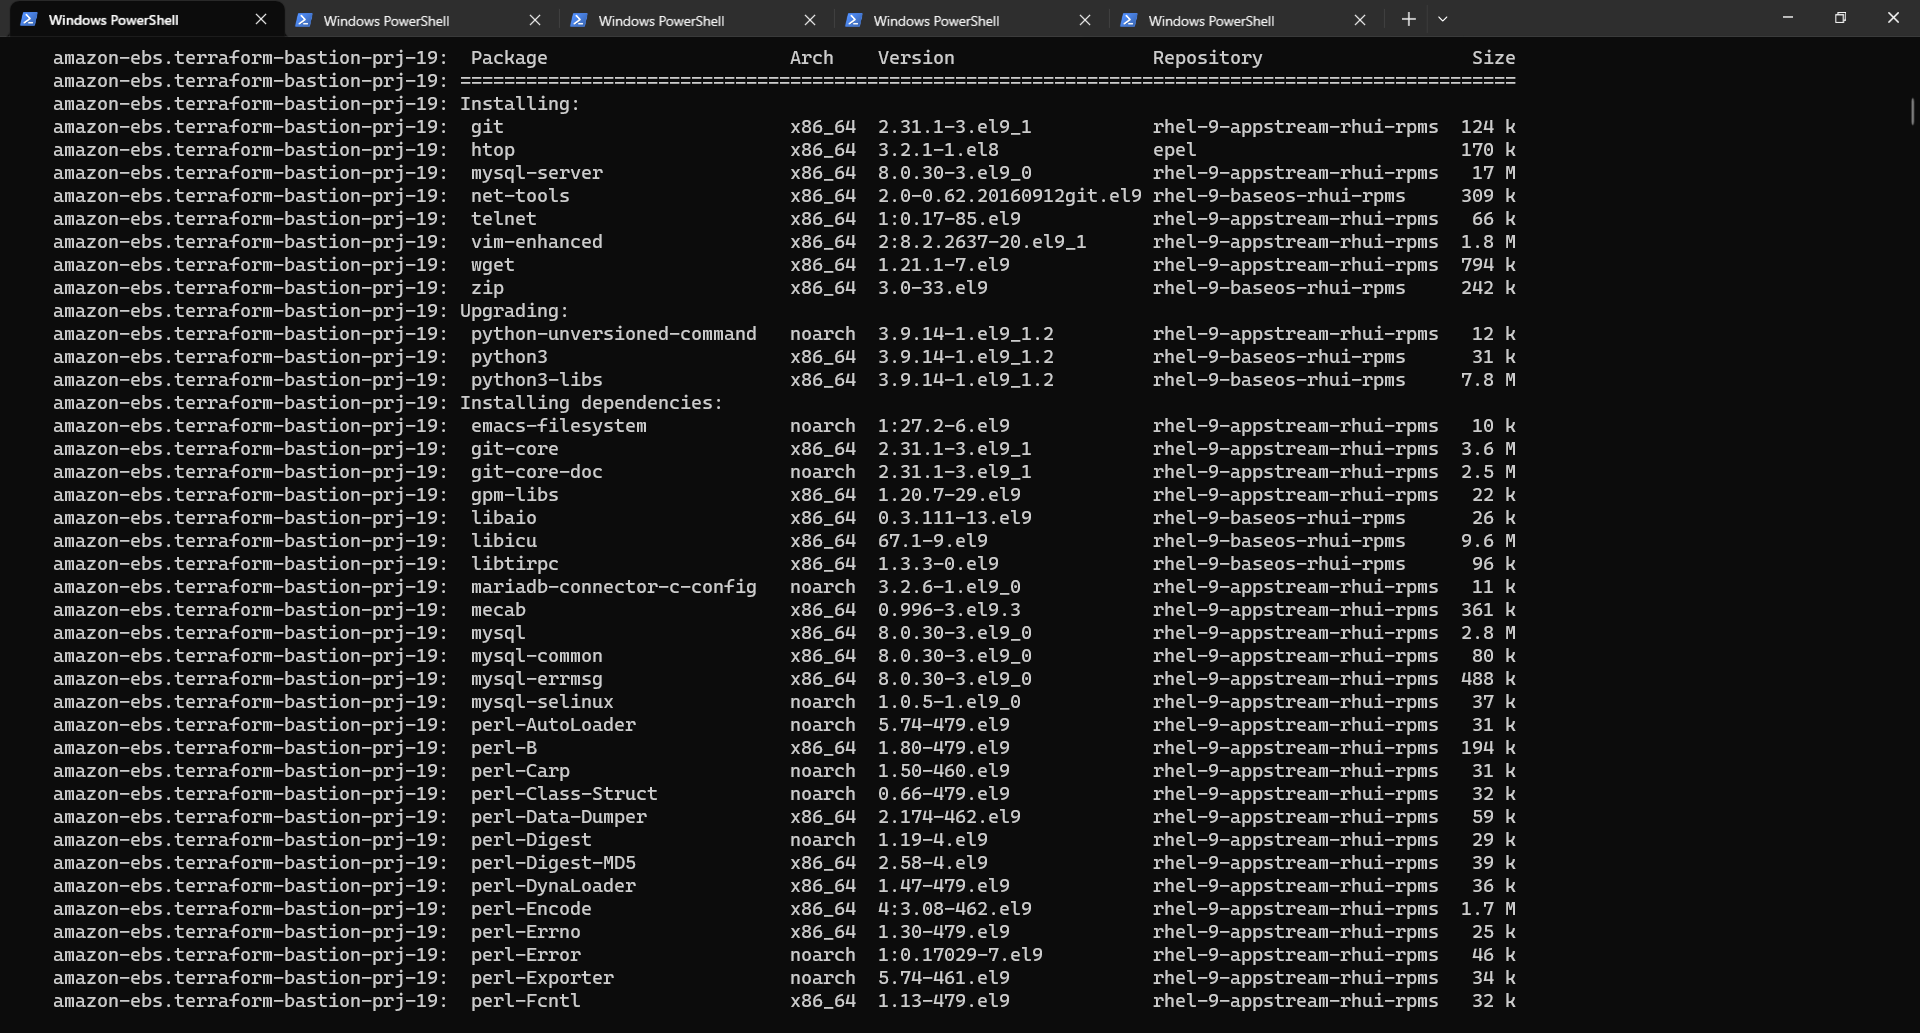 Windows PowerShell Windows PowerShell Windows PowerShell Windows PowerShell Windows PowerShell
amazon-ebs.terraform-bastion-prj-19:  Package                      Arch    Version                  Repository                   Size
amazon-ebs.terraform-bastion-prj-19: ================================================================================================
amazon-ebs.terraform-bastion-prj-19: Installing:
amazon-ebs.terraform-bastion-prj-19:  git                          x86_64  2.31.1-3.el9_1           rhel-9-appstream-rhui-rpms  124 k
amazon-ebs.terraform-bastion-prj-19:  htop                         x86_64  3.2.1-1.el8              epel                        170 k
amazon-ebs.terraform-bastion-prj-19:  mysql-server                 x86_64  8.0.30-3.el9_0           rhel-9-appstream-rhui-rpms   17 M
amazon-ebs.terraform-bastion-prj-19:  net-tools                    x86_64  2.0-0.62.20160912git.el9 rhel-9-baseos-rhui-rpms     309 k
amazon-ebs.terraform-bastion-prj-19:  telnet                       x86_64  1:0.17-85.el9            rhel-9-appstream-rhui-rpms   66 k
amazon-ebs.terraform-bastion-prj-19:  vim-enhanced                 x86_64  2:8.2.2637-20.el9_1      rhel-9-appstream-rhui-rpms  1.8 M
amazon-ebs.terraform-bastion-prj-19:  wget                         x86_64  1.21.1-7.el9             rhel-9-appstream-rhui-rpms  794 k
amazon-ebs.terraform-bastion-prj-19:  zip                          x86_64  3.0-33.el9               rhel-9-baseos-rhui-rpms     242 k
amazon-ebs.terraform-bastion-prj-19: Upgrading:
amazon-ebs.terraform-bastion-prj-19:  python-unversioned-command   noarch  3.9.14-1.el9_1.2         rhel-9-appstream-rhui-rpms   12 k
amazon-ebs.terraform-bastion-prj-19:  python3                      x86_64  3.9.14-1.el9_1.2         rhel-9-baseos-rhui-rpms      31 k
amazon-ebs.terraform-bastion-prj-19:  python3-libs                 x86_64  3.9.14-1.el9_1.2         rhel-9-baseos-rhui-rpms     7.8 M
amazon-ebs.terraform-bastion-prj-19: Installing dependencies:
amazon-ebs.terraform-bastion-prj-19:  emacs-filesystem             noarch  1:27.2-6.el9             rhel-9-appstream-rhui-rpms   10 k
amazon-ebs.terraform-bastion-prj-19:  git-core                     x86_64  2.31.1-3.el9_1           rhel-9-appstream-rhui-rpms  3.6 M
amazon-ebs.terraform-bastion-prj-19:  git-core-doc                 noarch  2.31.1-3.el9_1           rhel-9-appstream-rhui-rpms  2.5 M
amazon-ebs.terraform-bastion-prj-19:  gpm-libs                     x86_64  1.20.7-29.el9            rhel-9-appstream-rhui-rpms   22 k
amazon-ebs.terraform-bastion-prj-19:  libaio                       x86_64  0.3.111-13.el9           rhel-9-baseos-rhui-rpms      26 k
amazon-ebs.terraform-bastion-prj-19:  libicu                       x86_64  67.1-9.el9               rhel-9-baseos-rhui-rpms     9.6 M
amazon-ebs.terraform-bastion-prj-19:  libtirpc                     x86_64  1.3.3-0.el9              rhel-9-baseos-rhui-rpms      96 k
amazon-ebs.terraform-bastion-prj-19:  mariadb-connector-c-config   noarch  3.2.6-1.el9_0            rhel-9-appstream-rhui-rpms   11 k
amazon-ebs.terraform-bastion-prj-19:  mecab                        x86_64  0.996-3.el9.3            rhel-9-appstream-rhui-rpms  361 k
amazon-ebs.terraform-bastion-prj-19:  mysql                        x86_64  8.0.30-3.el9_0           rhel-9-appstream-rhui-rpms  2.8 M
amazon-ebs.terraform-bastion-prj-19:  mysql-common                 x86_64  8.0.30-3.el9_0           rhel-9-appstream-rhui-rpms   80 k
amazon-ebs.terraform-bastion-prj-19:  mysql-errmsg                 x86_64  8.0.30-3.el9_0           rhel-9-appstream-rhui-rpms  488 k
amazon-ebs.terraform-bastion-prj-19:  mysql-selinux                noarch  1.0.5-1.el9_0            rhel-9-appstream-rhui-rpms   37 k
amazon-ebs.terraform-bastion-prj-19:  perl-AutoLoader              noarch  5.74-479.el9             rhel-9-appstream-rhui-rpms   31 k
amazon-ebs.terraform-bastion-prj-19:  perl-B                       x86_64  1.80-479.el9             rhel-9-appstream-rhui-rpms  194 k
amazon-ebs.terraform-bastion-prj-19:  perl-Carp                    noarch  1.50-460.el9             rhel-9-appstream-rhui-rpms   31 k
amazon-ebs.terraform-bastion-prj-19:  perl-Class-Struct            noarch  0.66-479.el9             rhel-9-appstream-rhui-rpms   32 k
amazon-ebs.terraform-bastion-prj-19:  perl-Data-Dumper             x86_64  2.174-462.el9            rhel-9-appstream-rhui-rpms   59 k
amazon-ebs.terraform-bastion-prj-19:  perl-Digest                  noarch  1.19-4.el9               rhel-9-appstream-rhui-rpms   29 k
amazon-ebs.terraform-bastion-prj-19:  perl-Digest-MD5              x86_64  2.58-4.el9               rhel-9-appstream-rhui-rpms   39 k
amazon-ebs.terraform-bastion-prj-19:  perl-DynaLoader              x86_64  1.47-479.el9             rhel-9-appstream-rhui-rpms   36 k
amazon-ebs.terraform-bastion-prj-19:  perl-Encode                  x86_64  4:3.08-462.el9           rhel-9-appstream-rhui-rpms  1.7 M
amazon-ebs.terraform-bastion-prj-19:  perl-Errno                   x86_64  1.30-479.el9             rhel-9-appstream-rhui-rpms   25 k
amazon-ebs.terraform-bastion-prj-19:  perl-Error                   noarch  1:0.17029-7.el9          rhel-9-appstream-rhui-rpms   46 k
amazon-ebs.terraform-bastion-prj-19:  perl-Exporter                noarch  5.74-461.el9             rhel-9-appstream-rhui-rpms   34 k
amazon-ebs.terraform-bastion-prj-19:  perl-Fcntl                   x86_64  1.13-479.el9             rhel-9-appstream-rhui-rpms   32 k